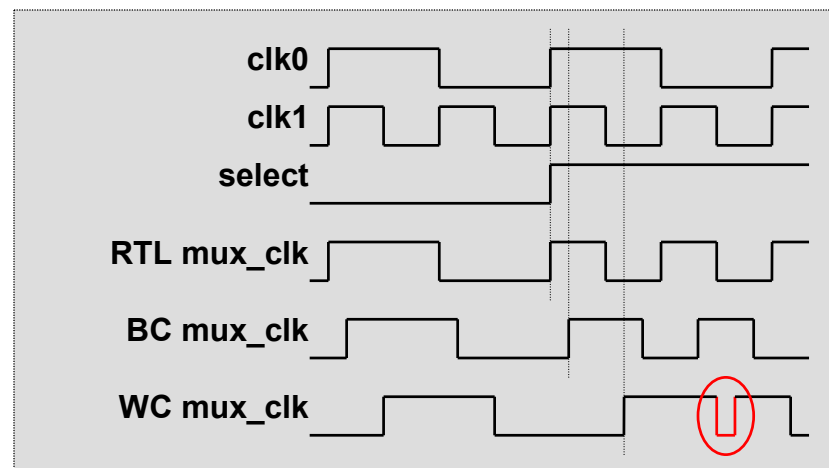 clk0
clk1
select
RTL mux_clk
BC mux_clk
WC mux_clk